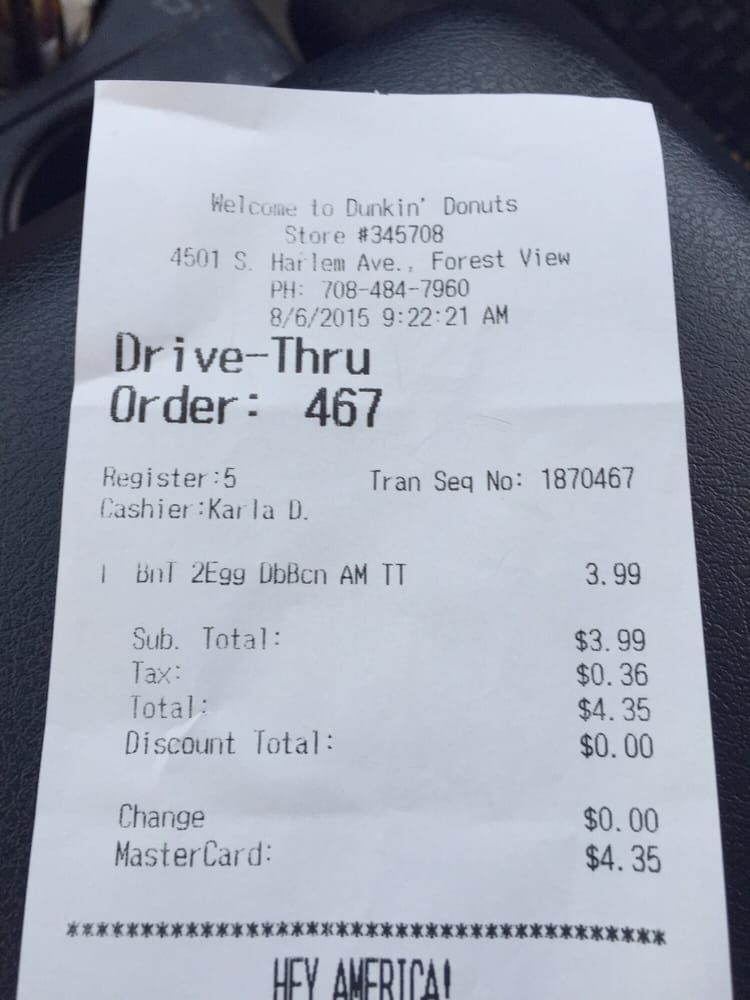 Welcome to Dunkin' Donuts
Store #345708
4501 S. Harlem Ave., Forest View
PH: 708-484-7960
8/6/2015 9:22:21 AM
Drive-Thru
Order: 467
Register:5 Tran Seq No: 1870467
Cashier:Karla D.
1 BnT 2Egg DbBcn AM TT 3.99
Sub. Total: $3.99
Tax: $0.36
Total: $4.35
Discount Total: $0.00
Change $0.00
MasterCard: $4.35
******************************************
HEY AMERICA!